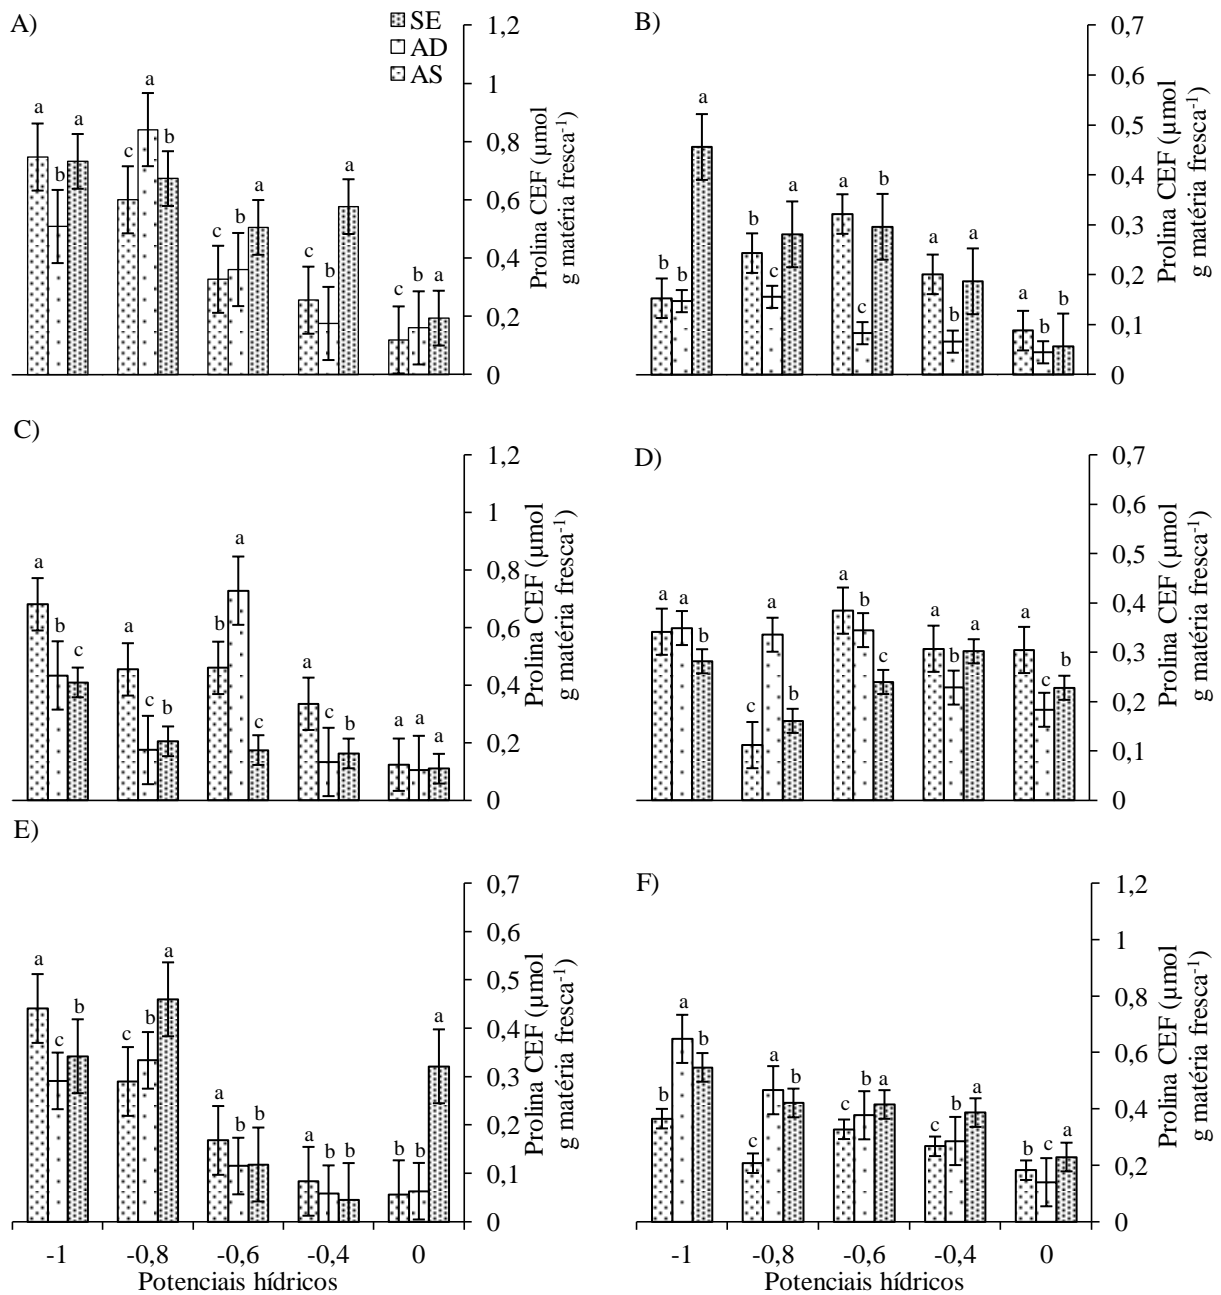 A)
SE
AD
AS
1,2
1
0,8
0,6
0,4
0,2
0
Prolina CEF (µmol
g matéria fresca-1)
a b a
c a b
c b a
c b a
c b a
B)
0,7
0,6
0,5
0,4
0,3
0,2
0,1
0
Prolina CEF (µmol
g matéria fresca-1)
b b a
b c a
a c b
a b a
a b b
C)
1,2
1
0,8
0,6
0,4
0,2
0
Prolina CEF (µmol
g matéria fresca-1)
a b c
a c b
b a c
a c b
a a a
D)
0,7
0,6
0,5
0,4
0,3
0,2
0,1
0
Prolina CEF (µmol
g matéria fresca-1)
a a b
c a b
a b c
a b a
a c b
E)
0,7
0,6
0,5
0,4
0,3
0,2
0,1
0
Prolina CEF (µmol
g matéria fresca-1)
a c b
c b a
a b b
a b b
b b a
-1 -0,8 -0,6 -0,4 0
Potenciais hídricos
F)
1,2
1
0,8
0,6
0,4
0,2
0
Prolina CEF (µmol
g matéria fresca-1)
b a b
c a b
c b a
c b a
b c a
-1 -0,8 -0,6 -0,4 0
Potenciais hídricos